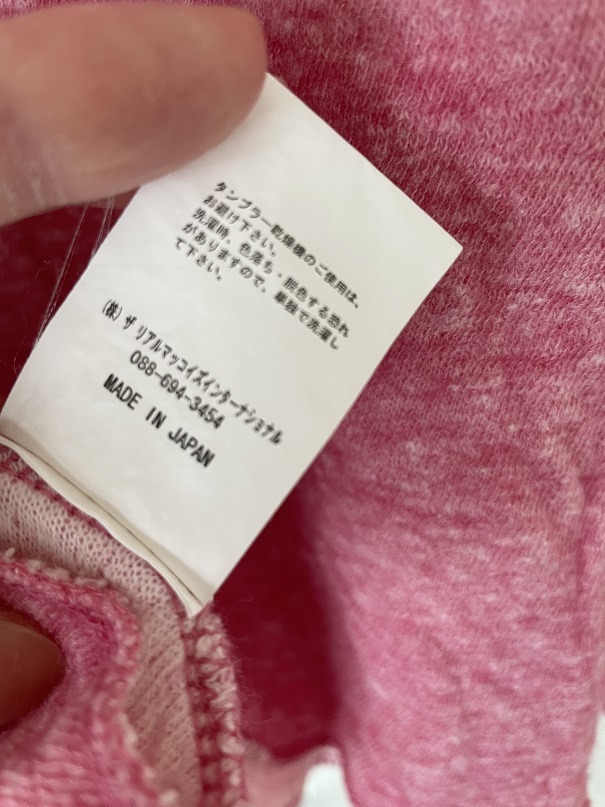 タンブラー乾燥機のご使用は、
お避け下さい。
洗濯時、色落ち・脱色する恐れ
がありますので、単独で洗濯し
て下さい。
(株) ザ リアルマッコイズインターナショナル
088-694-3454
MADE IN JAPAN